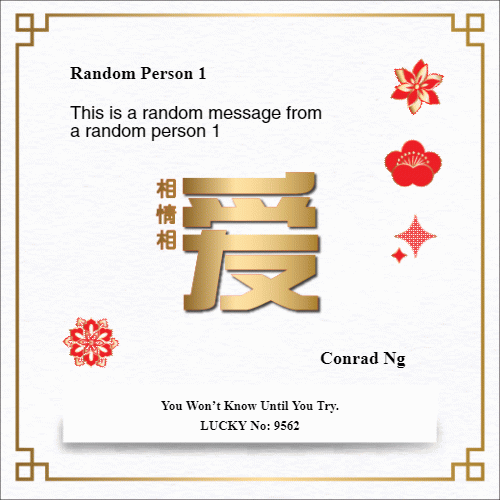 Random Person 1
This is a random message from
a random person 1
相情相
爱
Conrad Ng
You Won’t Know Until You Try.
LUCKY No: 9562